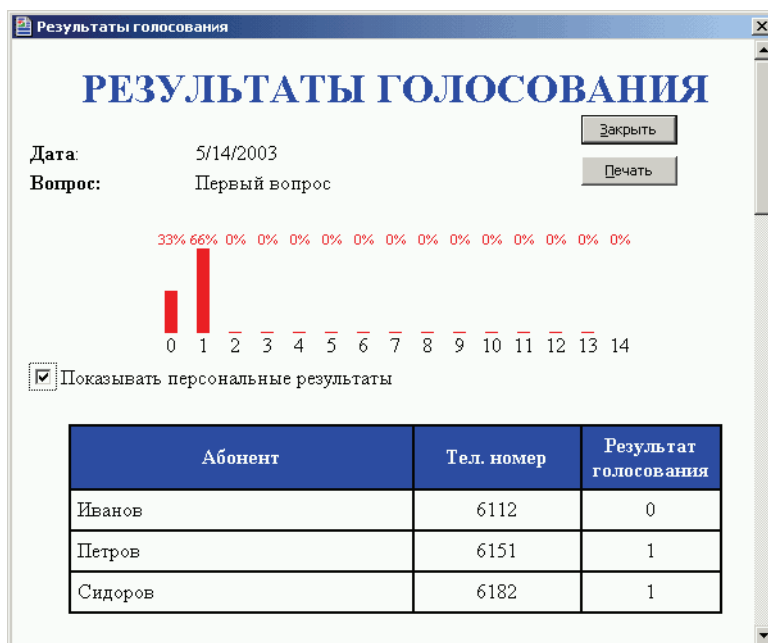 Результаты голосования
РЕЗУЛЬТАТЫ ГОЛОСОВАНИЯ
Закрыть
Дата: 5/14/2003
Печать
Вопрос: Первый вопрос
33% 66% 0% 0% 0% 0% 0% 0% 0% 0% 0% 0% 0% 0% 0%
0 1 2 3 4 5 6 7 8 9 10 11 12 13 14
Показывать персональные результаты
Абонент Тел. номер Результат голосования
Иванов 6112 0
Петров 6151 1
Сидоров 6182 1